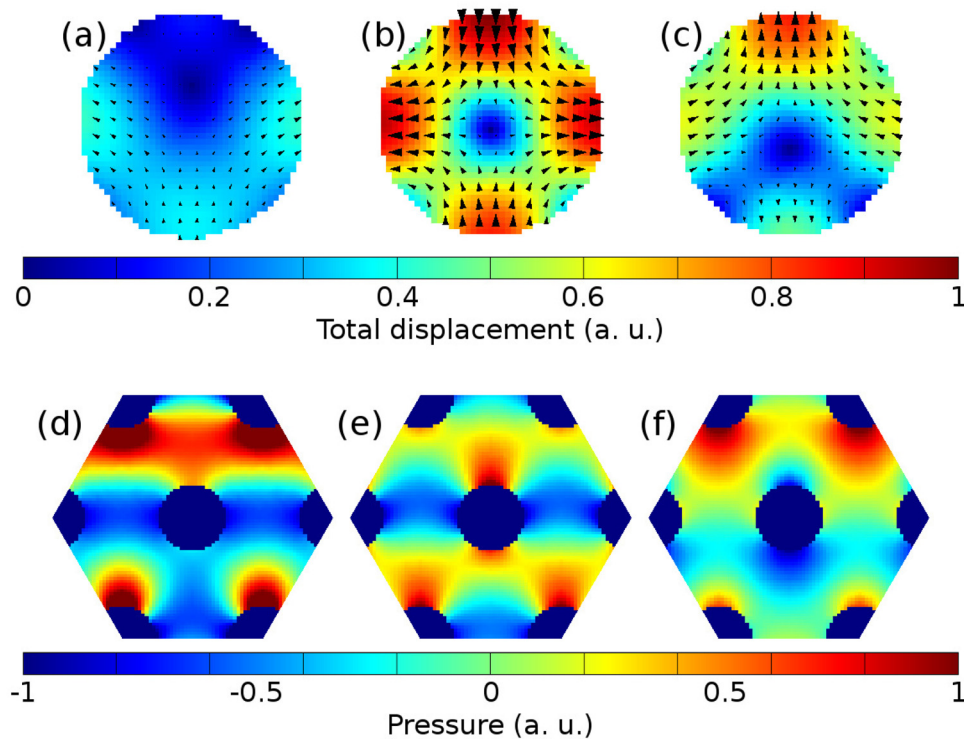 (a) (b) (c)
0 0.2 0.4 0.6 0.8 1
Total displacement (a. u.)
(d) (e) (f)
-1 -0.5 0 0.5 1
Pressure (a. u.)